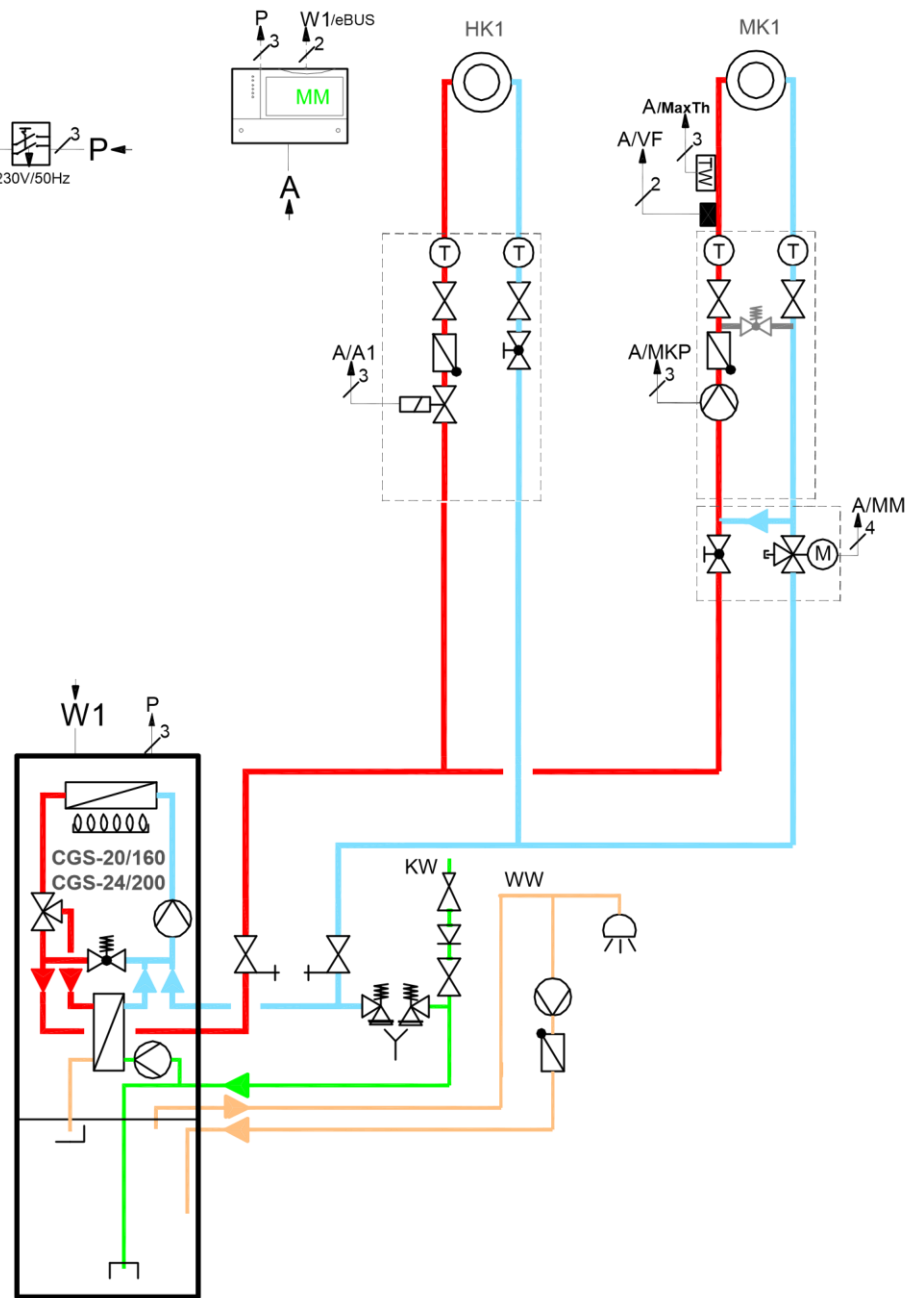 P
3
W1/eBUS
2
MM
A
3
P
230V/50Hz
HK1
MK1
A/MaxTh
3
A/VF
2
TW
T
T
T
T
A/A1
3
A/MKP
3
A/MM
4
M
W1
P
3
CGS-20/160
CGS-24/200
KW
WW